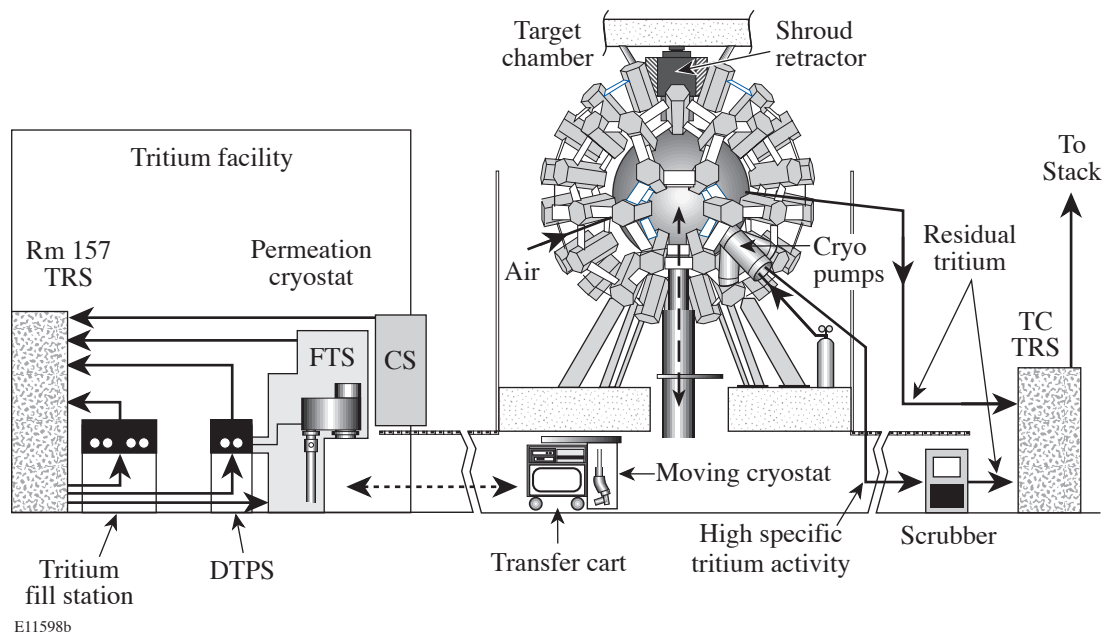 Target
chamber
Shroud
retractor
Tritium facility
To
Stack
Rm 157
TRS
Permeation
cryostat
Air
Cryo
pumps
Residual
tritium
TC
TRS
FTS
CS
Moving cryostat
Transfer cart
High specific
tritium activity
Scrubber
Tritium
fill station
DTPS
E11598b